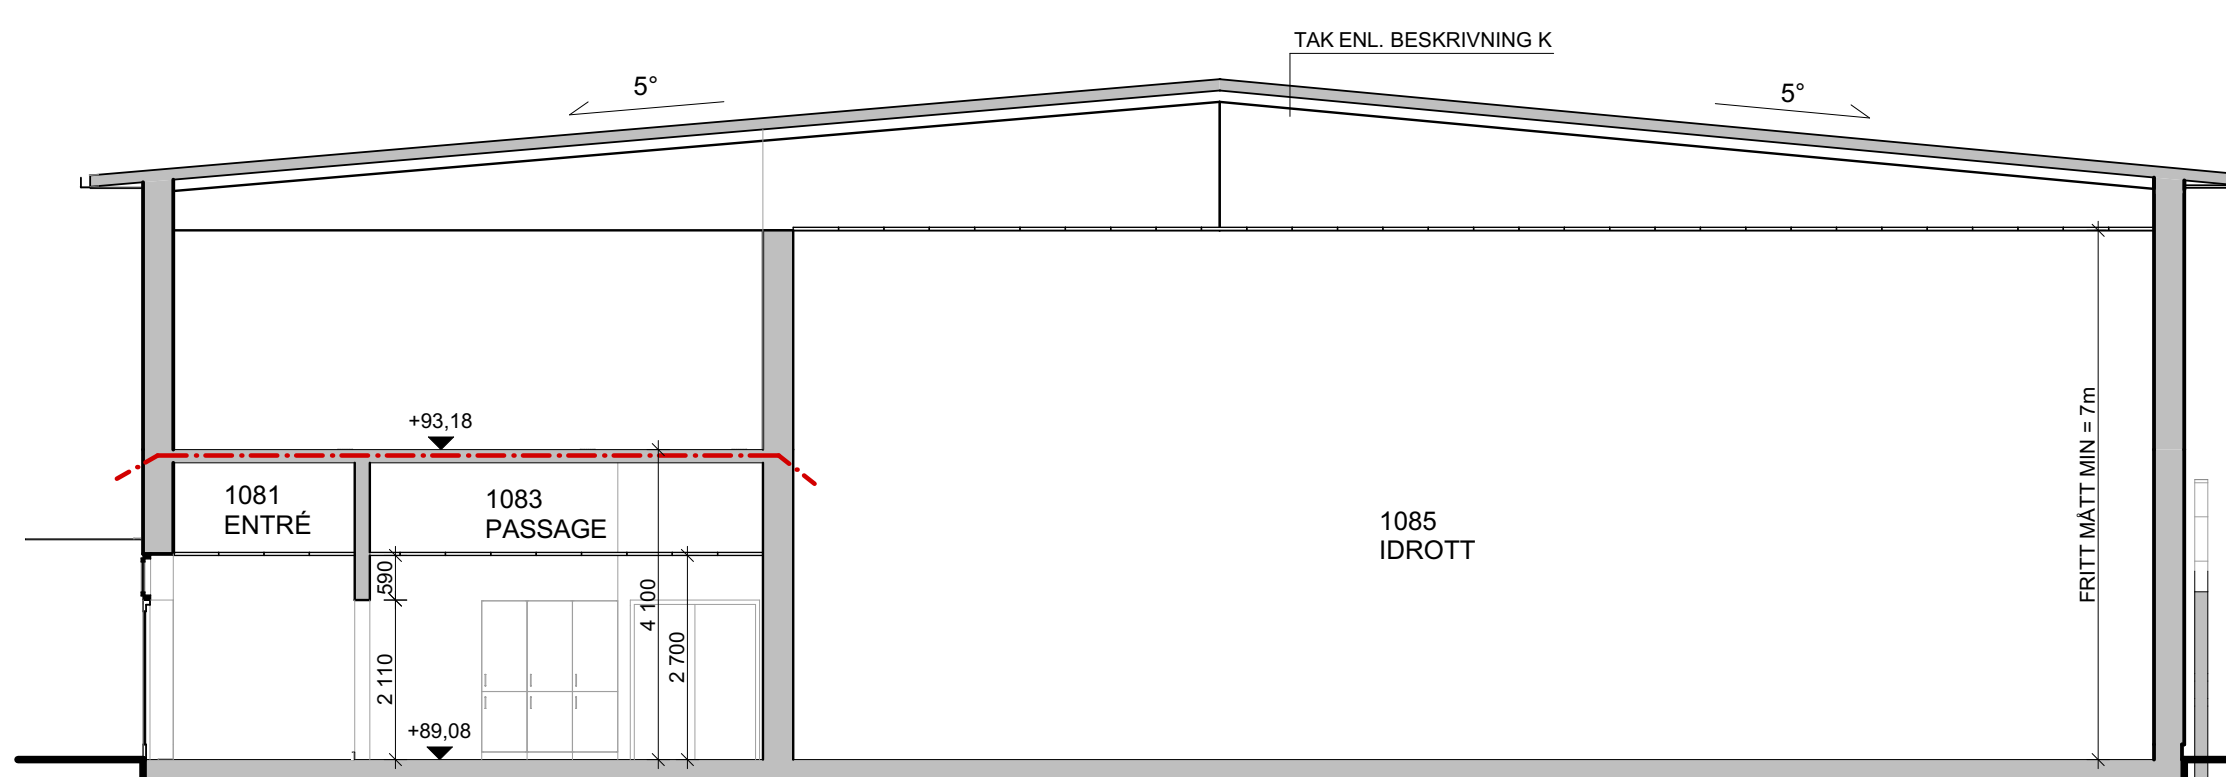 TAK ENL. BESKRIVNING K
5°
5°
+93,18
1081
ENTRÉ
1083
PASSAGE
1085
IDROTT
FRITT MÅTT MIN = 7m
590
4 100
2 700
2 110
+89,08